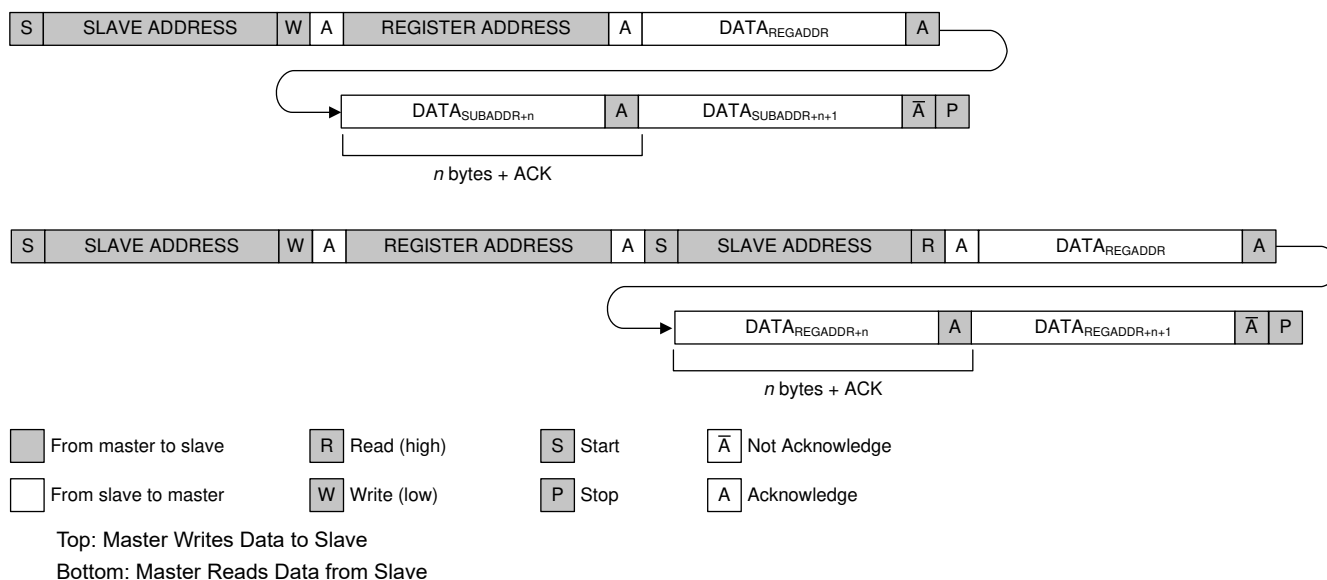 S SLAVE ADDRESS W A REGISTER ADDRESS A DATAREGADDR A
DATASUBADDR+n A DATASUBADDR+n+1 A̅ P
n bytes + ACK
S SLAVE ADDRESS W A REGISTER ADDRESS A S SLAVE ADDRESS R A DATAREGADDR A
DATAREGADDR+n A DATAREGADDR+n+1 A̅ P
n bytes + ACK
From master to slave R Read (high) S Start A̅ Not Acknowledge
From slave to master W Write (low) P Stop A Acknowledge
Top: Master Writes Data to Slave
Bottom: Master Reads Data from Slave